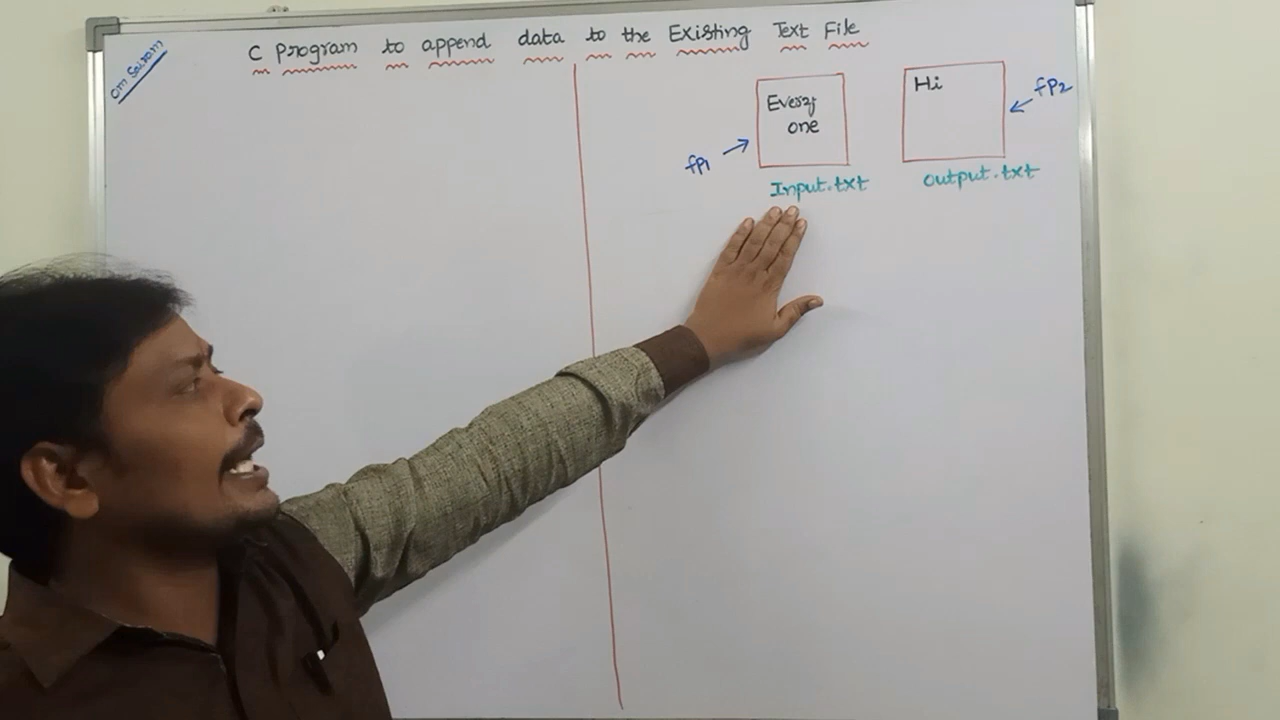 Om Sairam
C Program to append data to the Existing Text File
Every
one
Hi
fp1
fp2
Input.txt
output.txt